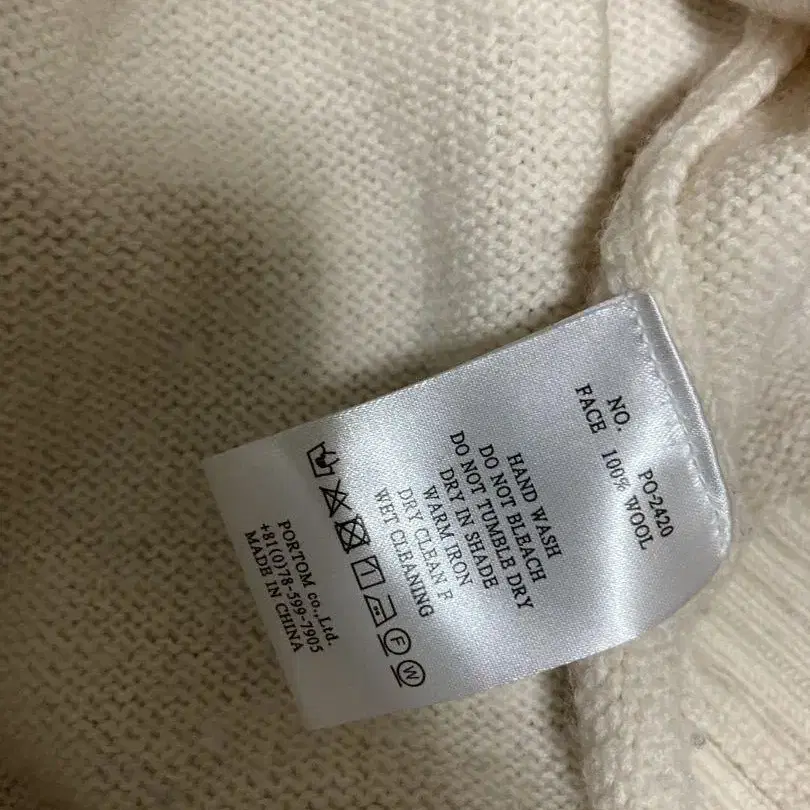 NO. PO-2420
FACE 100% WOOL
HAND WASH
DO NOT BLEACH
DO NOT TUMBLE DRY
DRY IN SHADE
WARM IRON
DRY CLEAN F
WET CLEANING
F
W
PORTOM co.,Ltd.
+81(0)78-599-7905
MADE IN CHINA